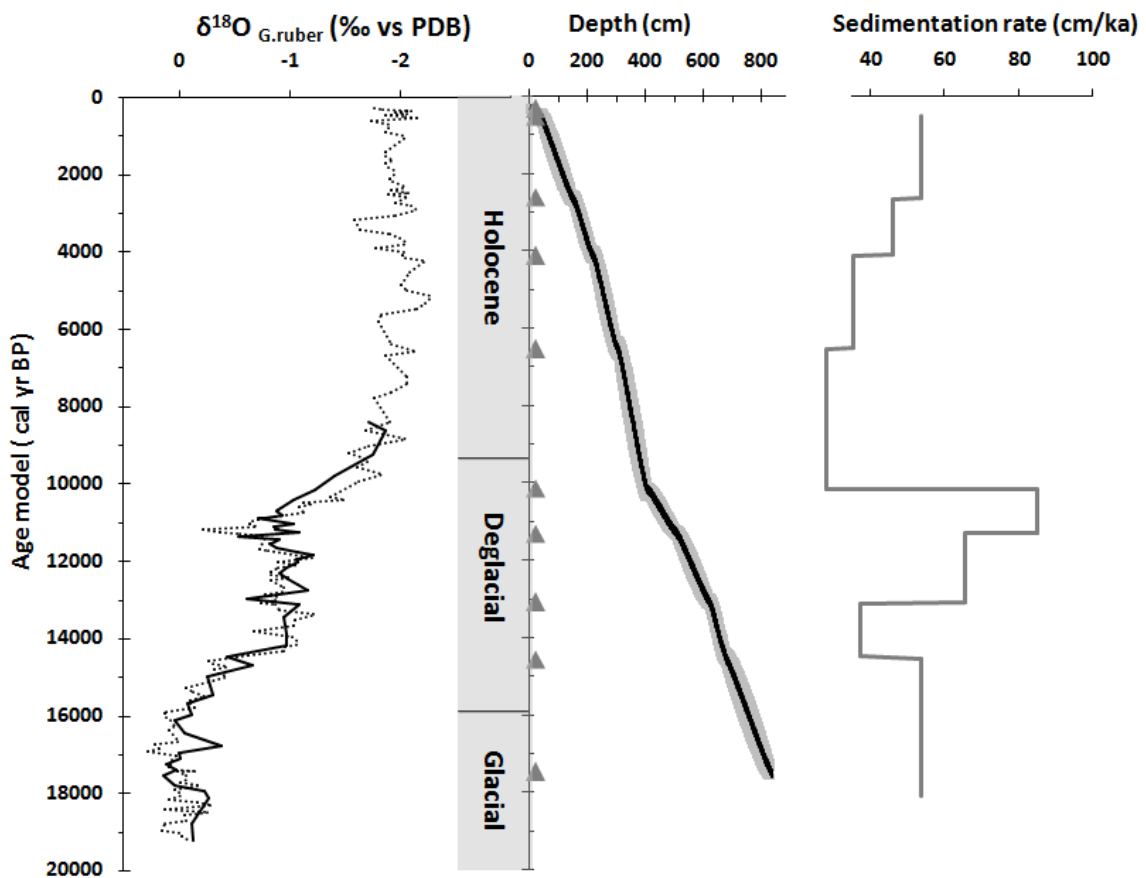 δ¹⁸O G.ruber (‰ vs PDB)
Depth (cm)
Sedimentation rate (cm/ka)
0 -1 -2
0 200 400 600 800
40 60 80 100
Age model ( cal yr BP)
0
2000
4000
6000
8000
10000
12000
14000
16000
18000
20000
Holocene
Deglacial
Glacial